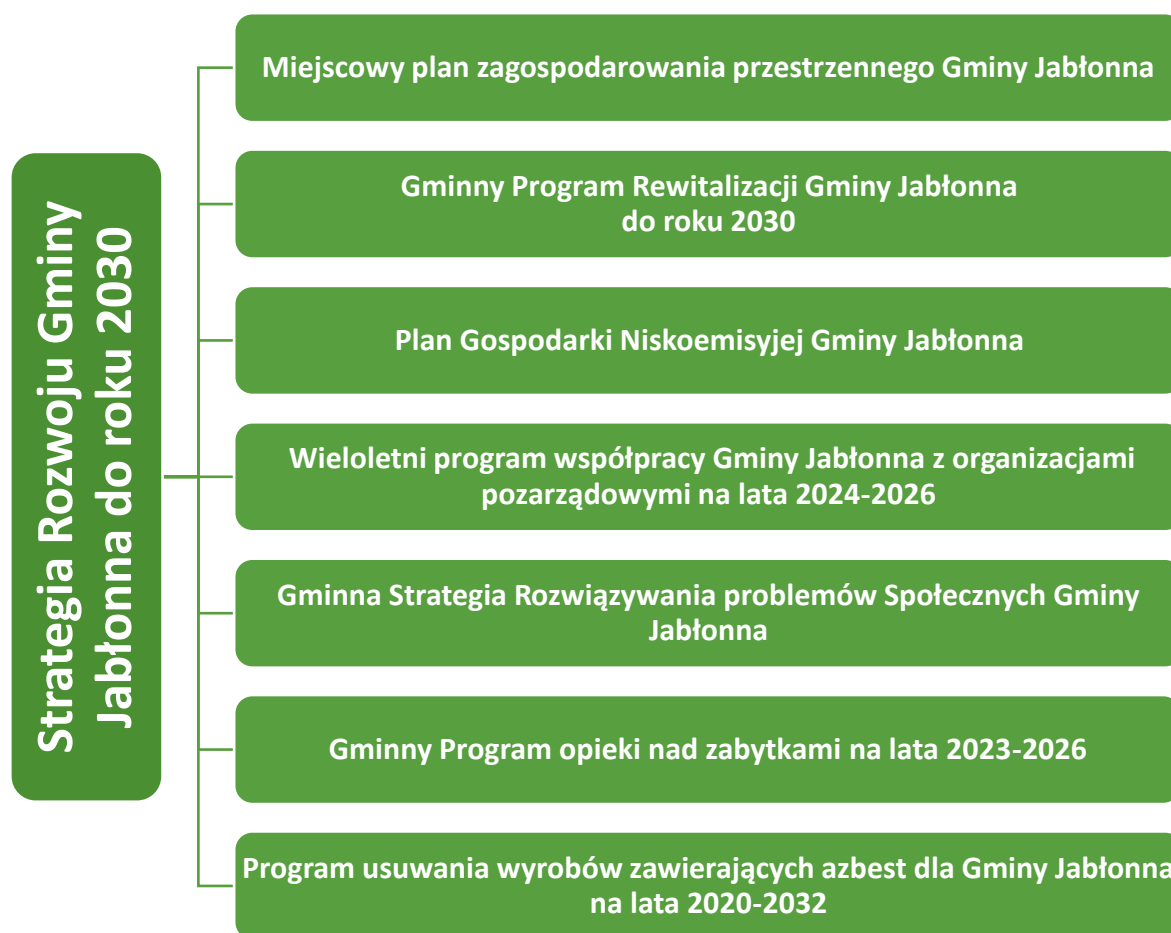 Strategia Rozwoju Gminy
Jabłonna do roku 2030
Miejscowy plan zagospodarowania przestrzennego Gminy Jabłonna
Gminny Program Rewitalizacji Gminy Jabłonna
do roku 2030
Plan Gospodarki Niskoemisyjej Gminy Jabłonna
Wieloletni program współpracy Gminy Jabłonna z organizacjami
pozarządowymi na lata 2024-2026
Gminna Strategia Rozwiązywania problemów Społecznych Gminy
Jabłonna
Gminny Program opieki nad zabytkami na lata 2023-2026
Program usuwania wyrobów zawierających azbest dla Gminy Jabłonna
na lata 2020-2032